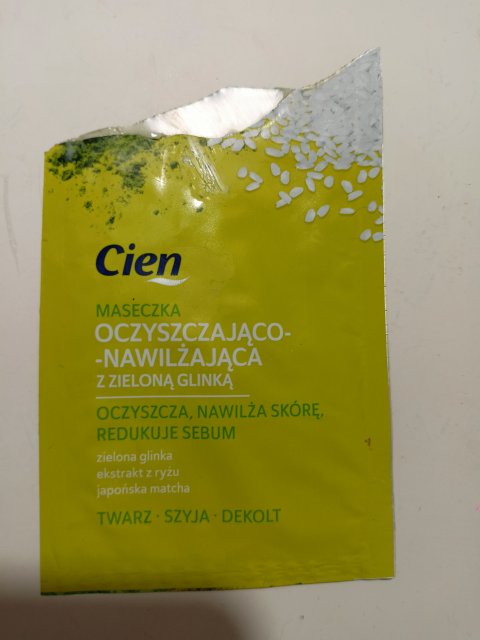 Cien
MASECZKA
OCZYSZCZAJĄCO-
-NAWILŻAJĄCA
Z ZIELONĄ GLINKĄ
OCZYSZCZA, NAWILŻA SKÓRĘ,
REDUKUJE SEBUM
zielona glinka
ekstrakt z ryżu
japońska matcha
TWARZ · SZYJA · DEKOLT